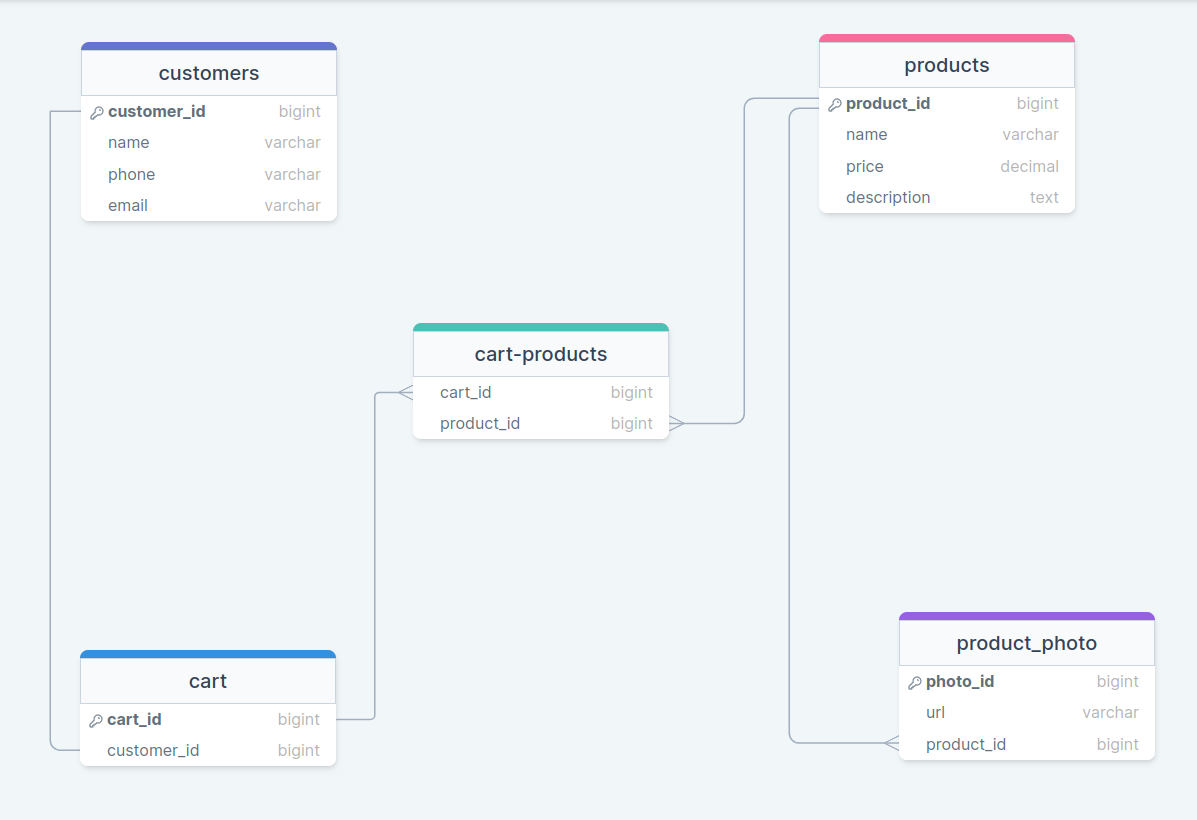 customers
customer_id bigint
name varchar
phone varchar
email varchar
products
product_id bigint
name varchar
price decimal
description text
cart-products
cart_id bigint
product_id bigint
cart
cart_id bigint
customer_id bigint
product_photo
photo_id bigint
url varchar
product_id bigint